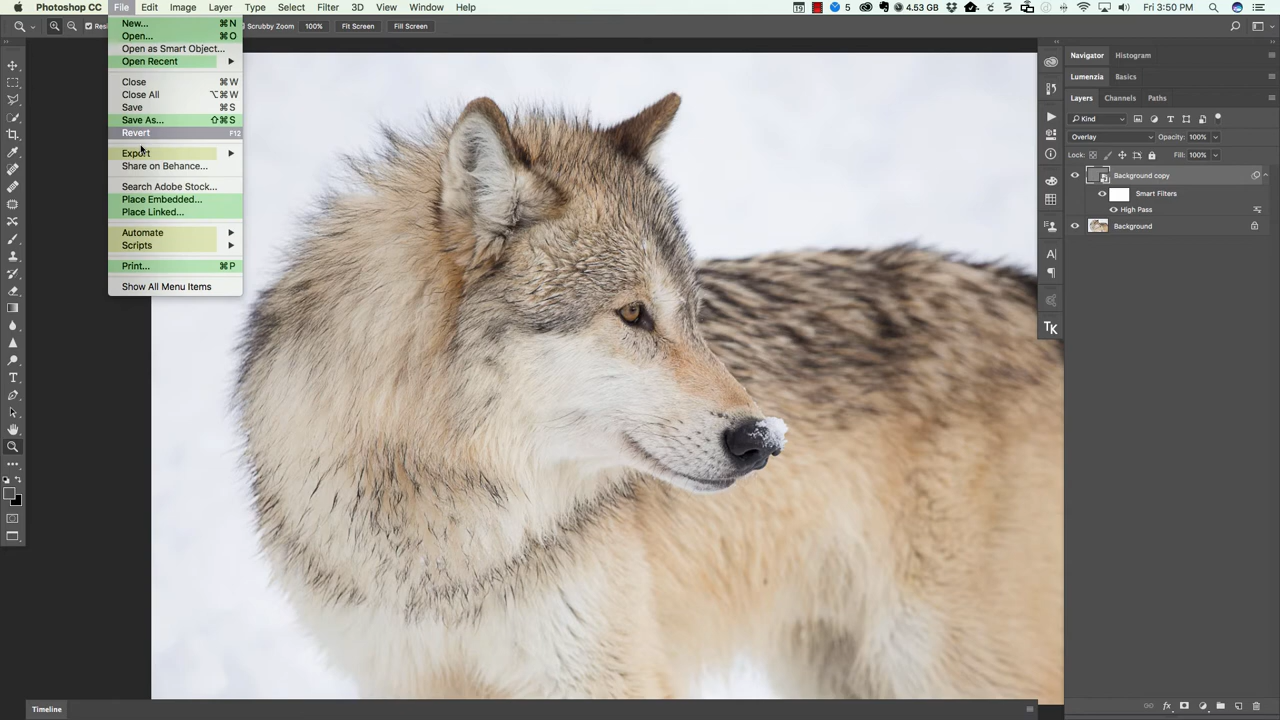 Photoshop CC File Edit Image Layer Type Select Filter 3D View Window Help 19 5 4.53 GB Fri 3:50 PM
Scrubby Zoom 100% Fit Screen Fill Screen
New... ⌘N
Open... ⌘O
Open as Smart Object...
Open Recent
Close ⌘W
Close All ⌥⌘W
Save ⌘S
Save As... ⇧⌘S
Revert F12
Export
Share on Behance...
Search Adobe Stock...
Place Embedded...
Place Linked...
Automate
Scripts
Print... ⌘P
Show All Menu Items
Navigator Histogram
Lumenzia Basics
Layers Channels Paths
Kind
Overlay Opacity: 100%
Lock: Fill: 100%
Background copy
Smart Filters
High Pass
Background
TK
Timeline